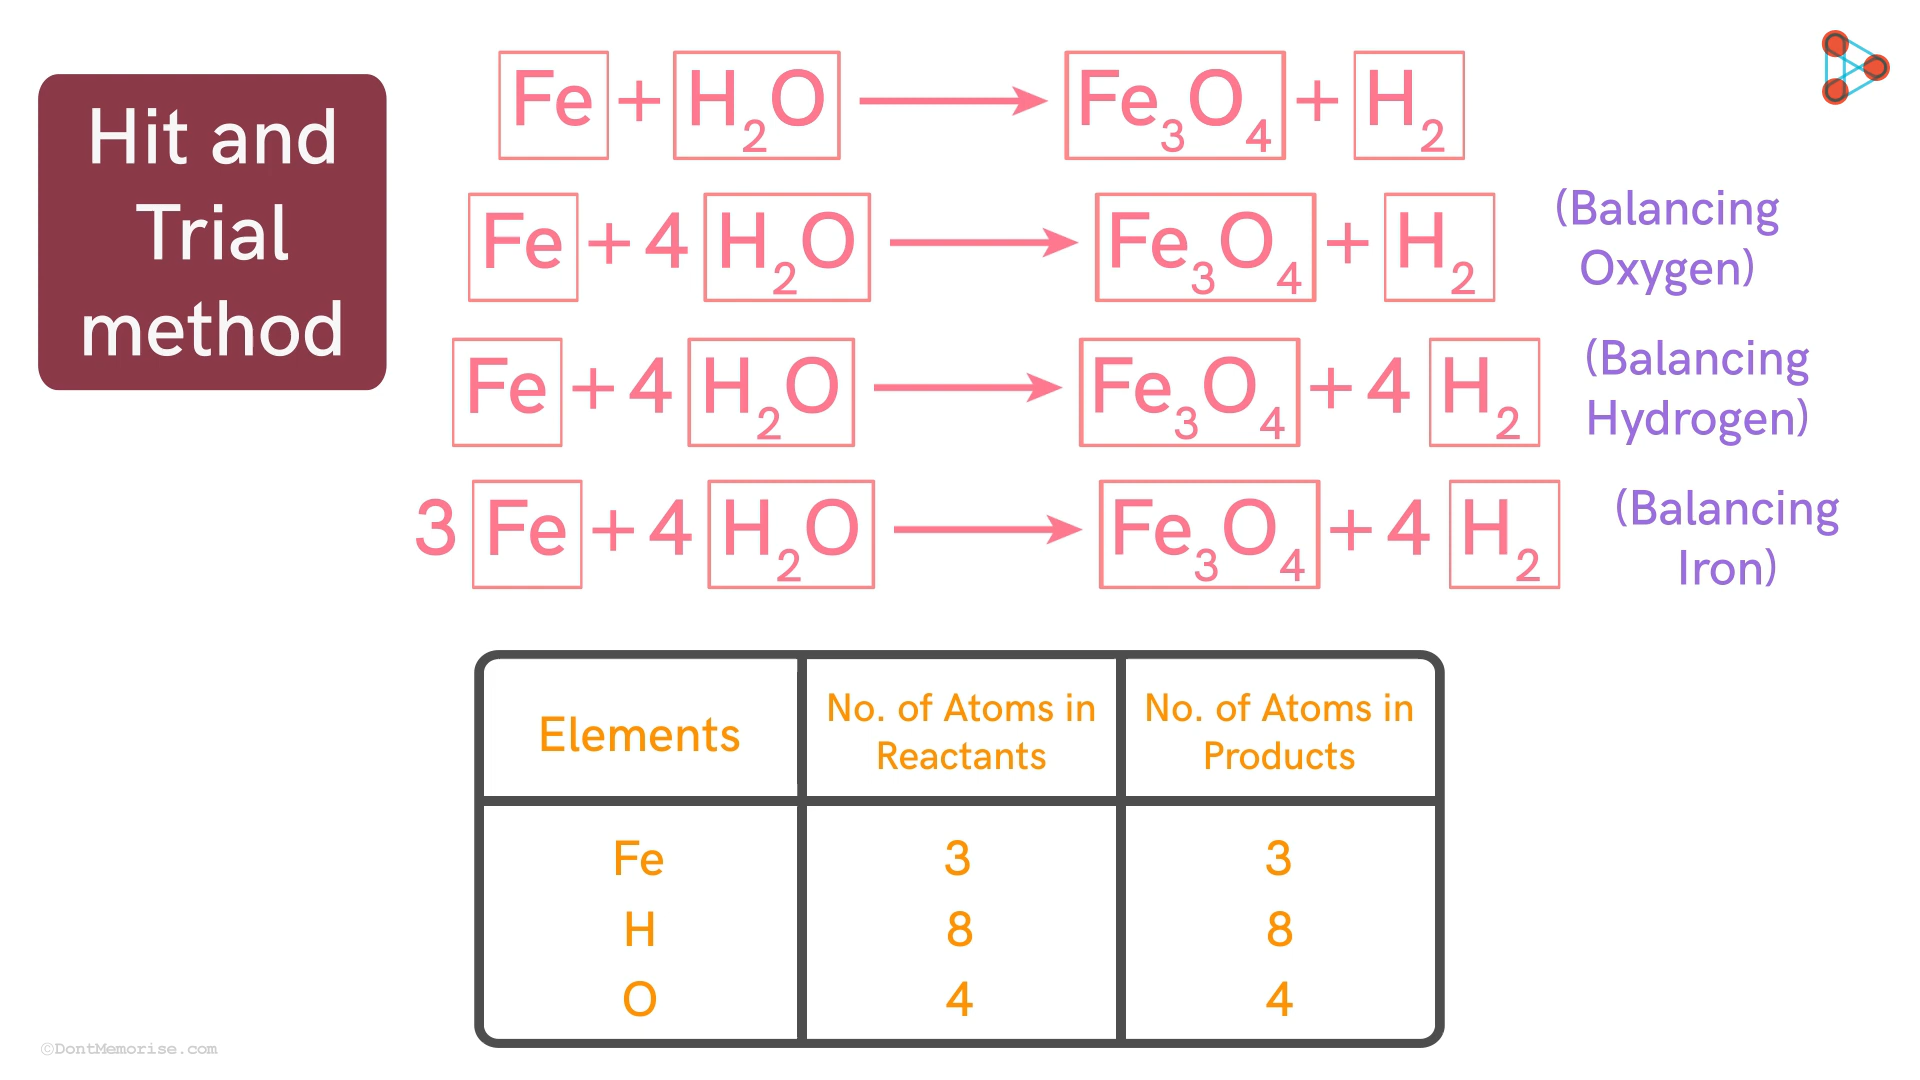 Hit and
Trial
method
Fe + H₂O ⟶ Fe₃O₄ + H₂
Fe + 4 H₂O ⟶ Fe₃O₄ + H₂
(Balancing
Oxygen)
Fe + 4 H₂O ⟶ Fe₃O₄ + 4 H₂
(Balancing
Hydrogen)
3 Fe + 4 H₂O ⟶ Fe₃O₄ + 4 H₂
(Balancing
Iron)
Elements
No. of Atoms in
Reactants
No. of Atoms in
Products
Fe 3 3
H 8 8
O 4 4
©DontMemorise.com